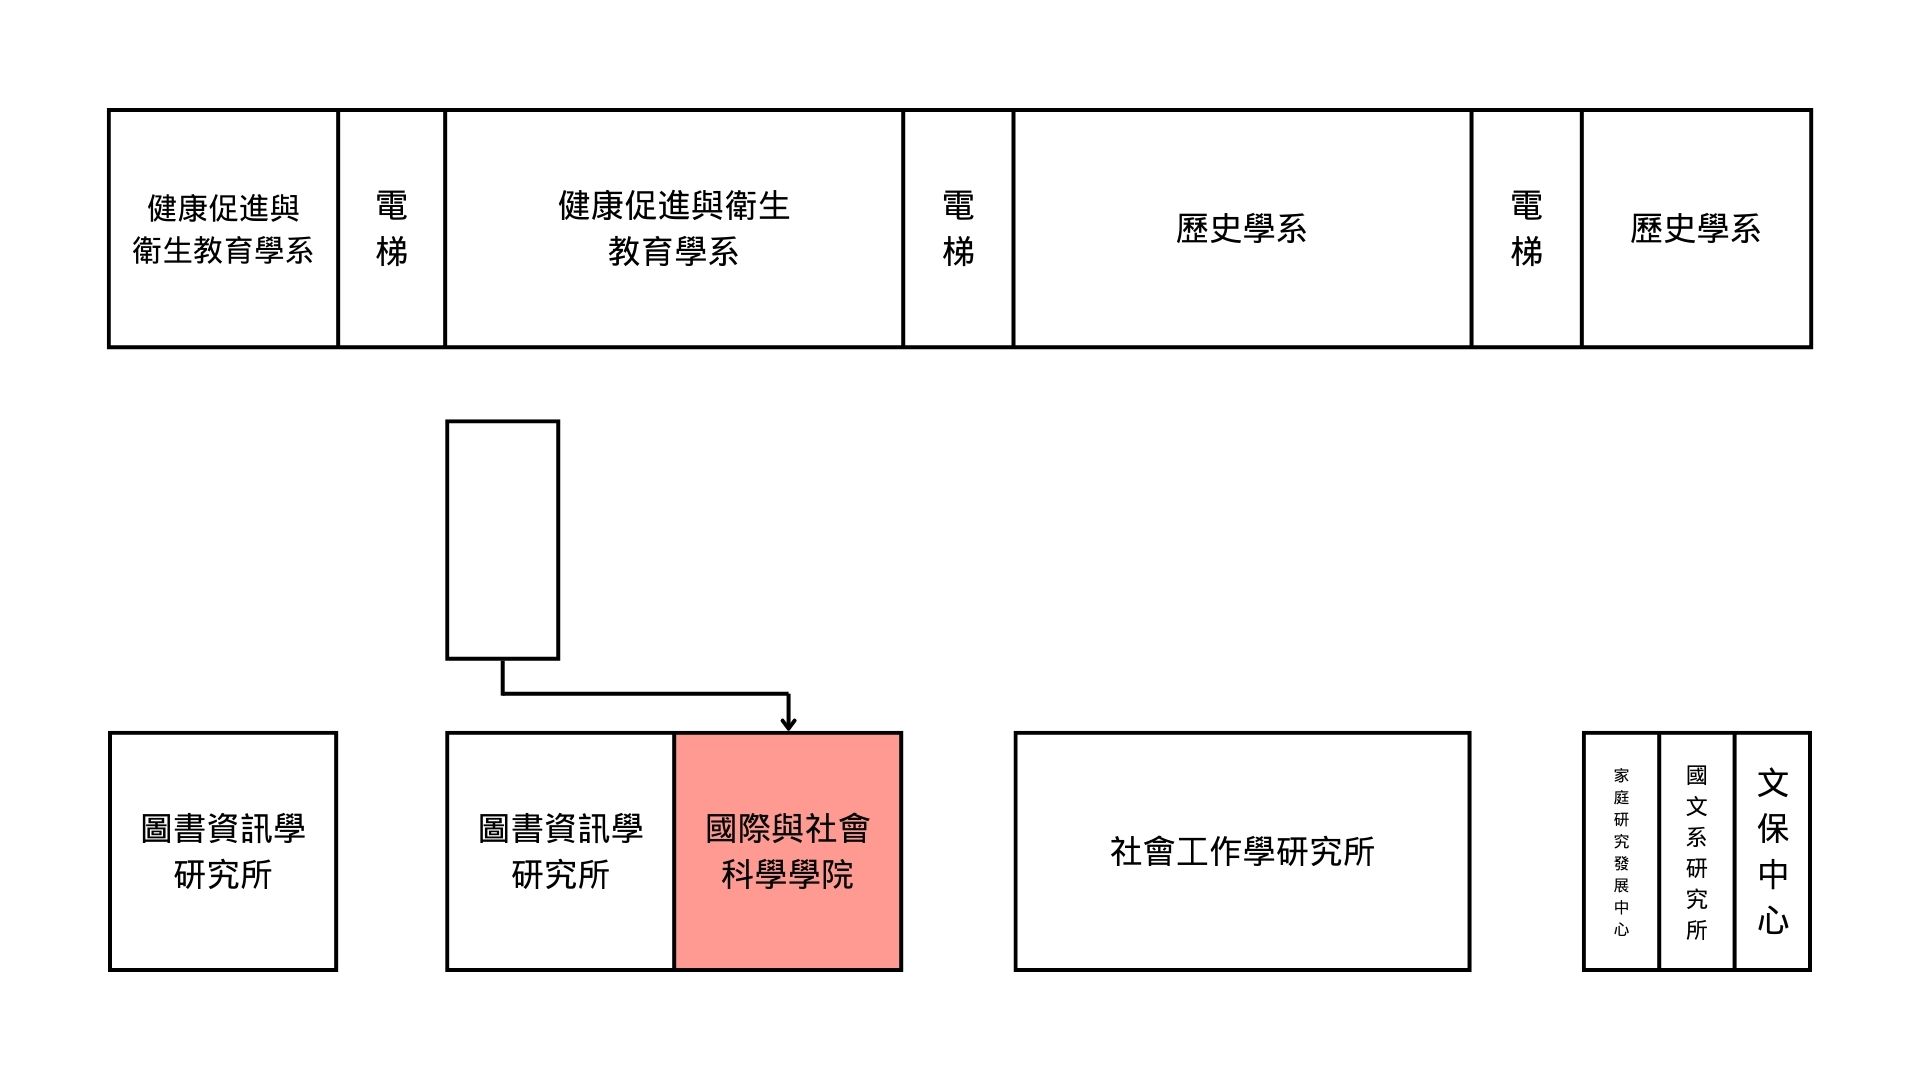 健康促進與
衛生教育學系
電
梯
健康促進與衛生
教育學系
電
梯
歷史學系
電
梯
歷史學系
圖書資訊學
研究所
圖書資訊學
研究所
國際與社會
科學學院
社會工作學研究所
家
庭
研
究
發
展
中
心
國
文
系
研
究
所
文
保
中
心